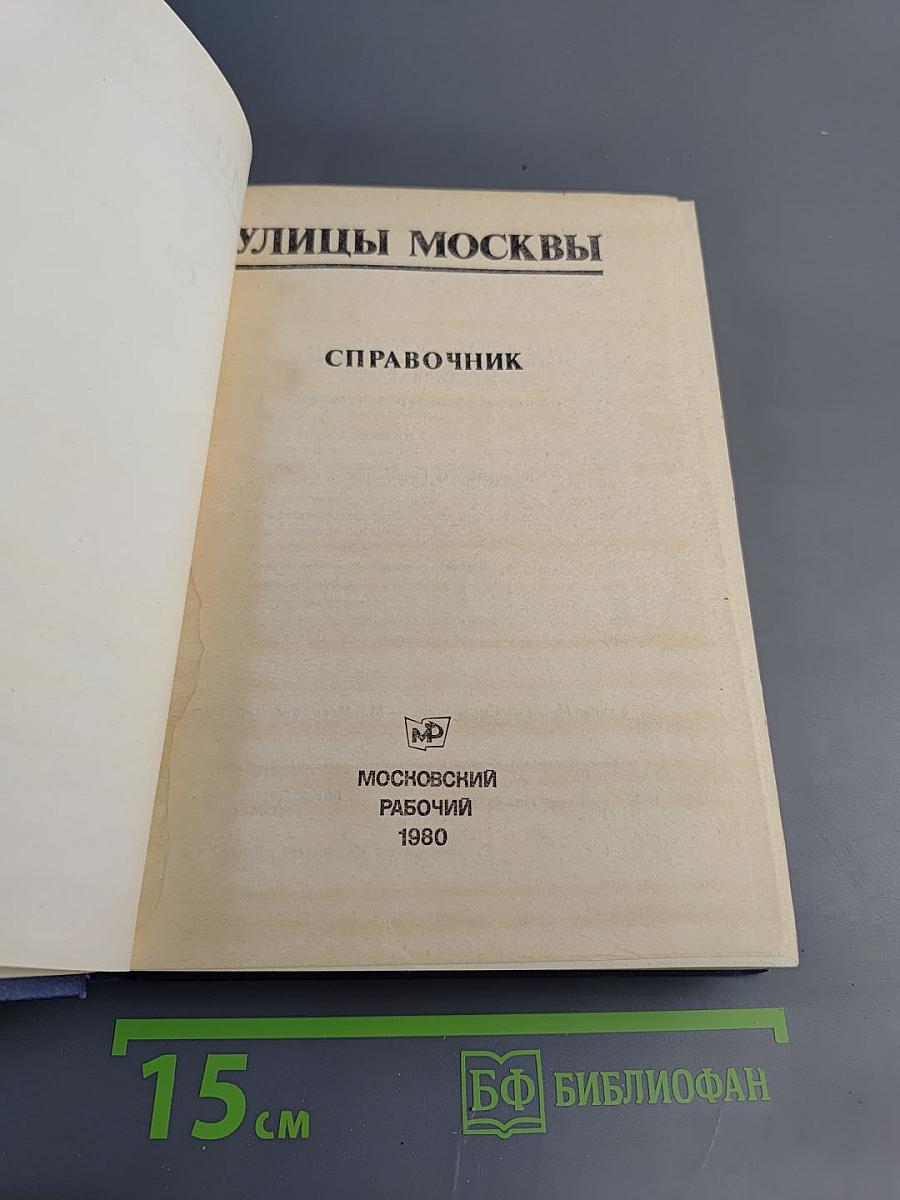 УЛИЦЫ МОСКВЫ
СПРАВОЧНИК
МР
МОСКОВСКИЙ
РАБОЧИЙ
1980
15 СМ
БФ БИБЛИОФАН